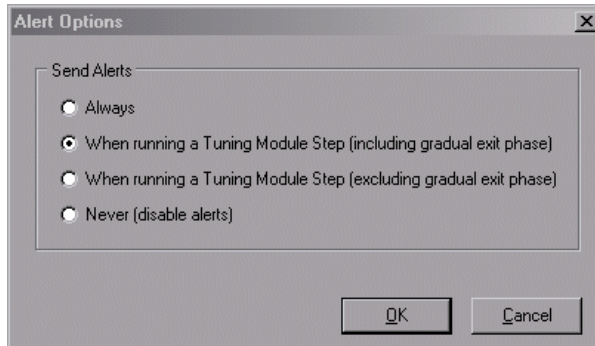 Alert Options
Send Alerts
Always
When running a Tuning Module Step (including gradual exit phase)
When running a Tuning Module Step (excluding gradual exit phase)
Never (disable alerts)
OK
Cancel